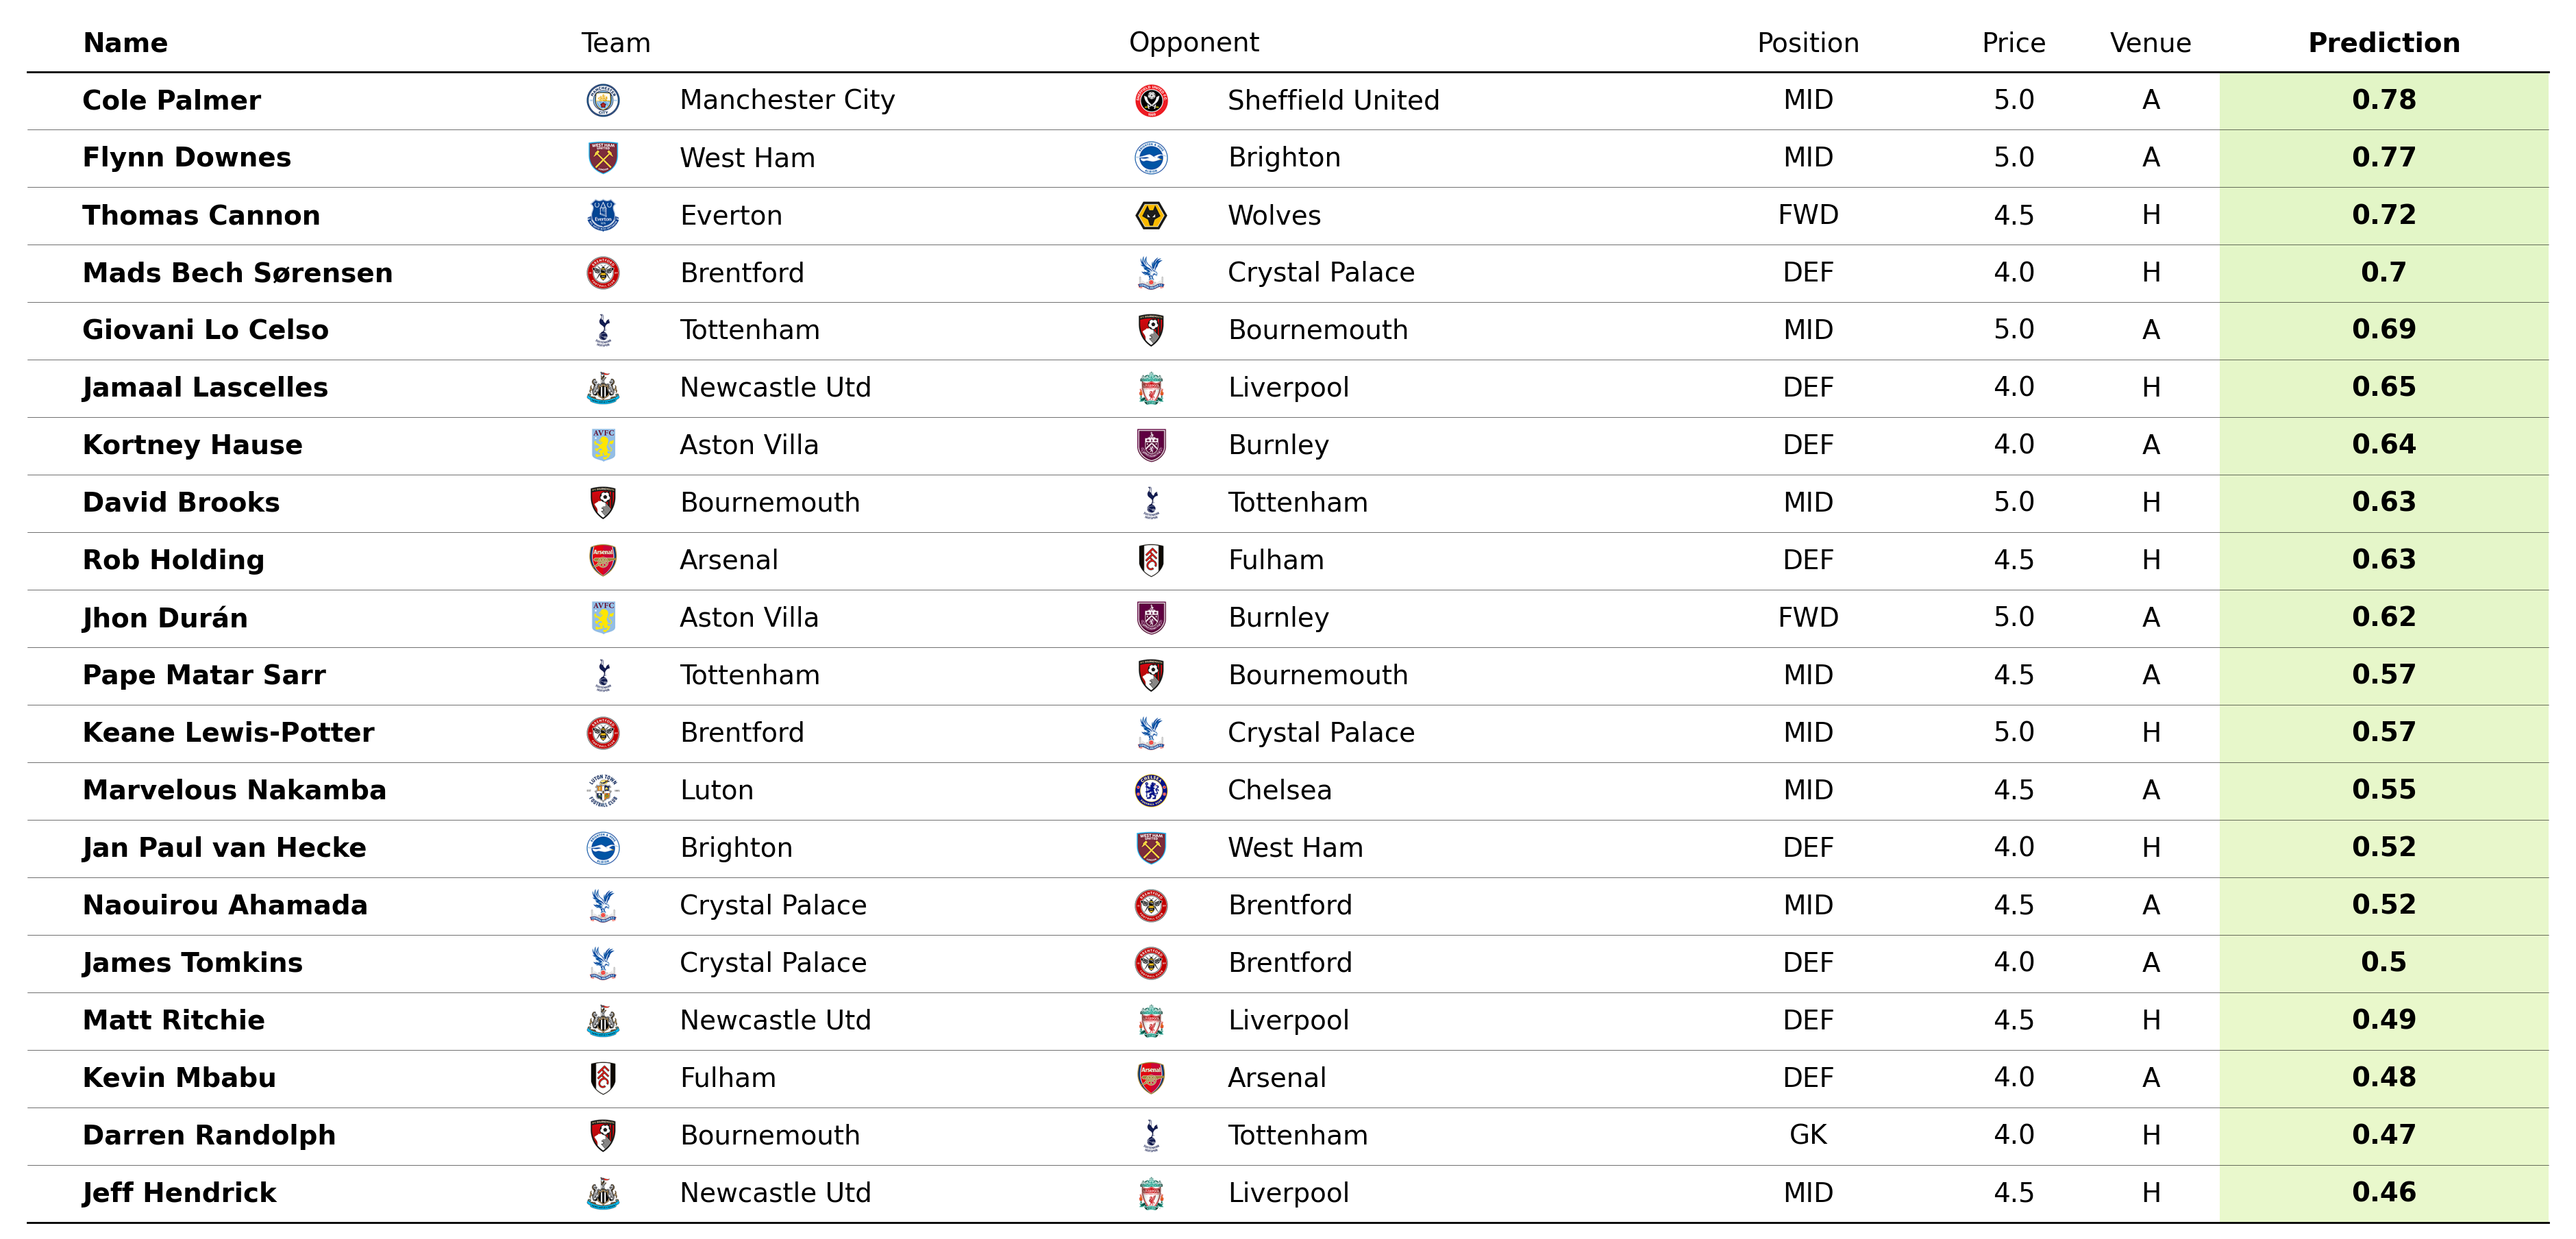 Name Team Opponent Position Price Venue Prediction
Cole Palmer Manchester City Sheffield United MID 5.0 A 0.78
Flynn Downes West Ham Brighton MID 5.0 A 0.77
Thomas Cannon Everton Wolves FWD 4.5 H 0.72
Mads Bech Sørensen Brentford Crystal Palace DEF 4.0 H 0.7
Giovani Lo Celso Tottenham Bournemouth MID 5.0 A 0.69
Jamaal Lascelles Newcastle Utd Liverpool DEF 4.0 H 0.65
Kortney Hause Aston Villa Burnley DEF 4.0 A 0.64
David Brooks Bournemouth Tottenham MID 5.0 H 0.63
Rob Holding Arsenal Fulham DEF 4.5 H 0.63
Jhon Durán Aston Villa Burnley FWD 5.0 A 0.62
Pape Matar Sarr Tottenham Bournemouth MID 4.5 A 0.57
Keane Lewis-Potter Brentford Crystal Palace MID 5.0 H 0.57
Marvelous Nakamba Luton Chelsea MID 4.5 A 0.55
Jan Paul van Hecke Brighton West Ham DEF 4.0 H 0.52
Naouirou Ahamada Crystal Palace Brentford MID 4.5 A 0.52
James Tomkins Crystal Palace Brentford DEF 4.0 A 0.5
Matt Ritchie Newcastle Utd Liverpool DEF 4.5 H 0.49
Kevin Mbabu Fulham Arsenal DEF 4.0 A 0.48
Darren Randolph Bournemouth Tottenham GK 4.0 H 0.47
Jeff Hendrick Newcastle Utd Liverpool MID 4.5 H 0.46